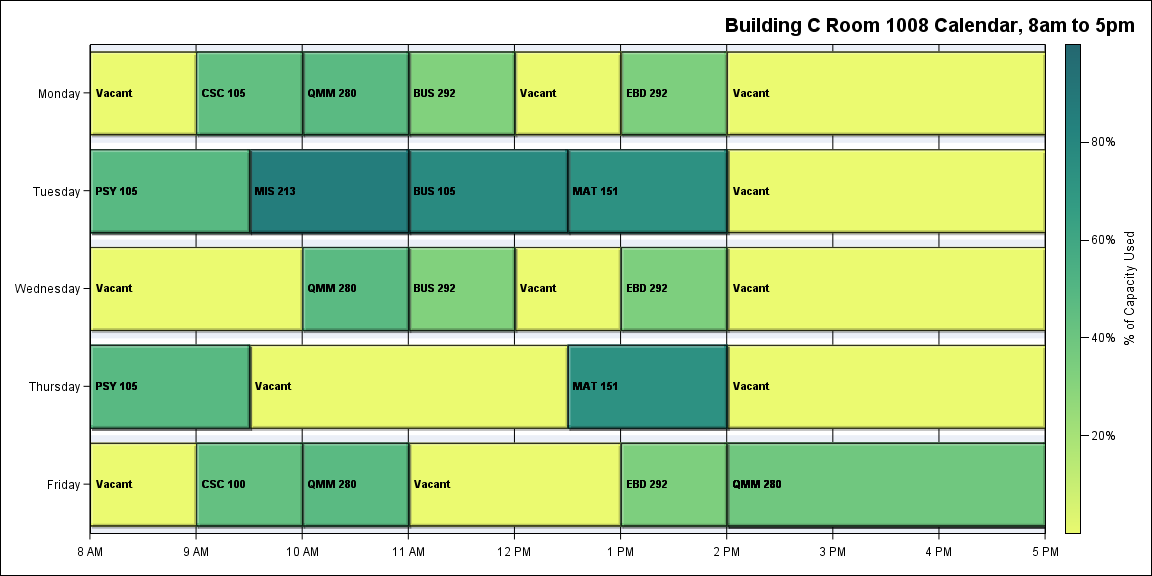 Building C Room 1008 Calendar, 8am to 5pm
Monday
Vacant
CSC 105
QMM 280
BUS 292
Vacant
EBD 292
Vacant
Tuesday
PSY 105
MIS 213
BUS 105
MAT 151
Vacant
Wednesday
Vacant
QMM 280
BUS 292
Vacant
EBD 292
Vacant
Thursday
PSY 105
Vacant
MAT 151
Vacant
Friday
Vacant
CSC 100
QMM 280
Vacant
EBD 292
QMM 280
8 AM
9 AM
10 AM
11 AM
12 PM
1 PM
2 PM
3 PM
4 PM
5 PM
80%
60%
40%
20%
% of Capacity Used